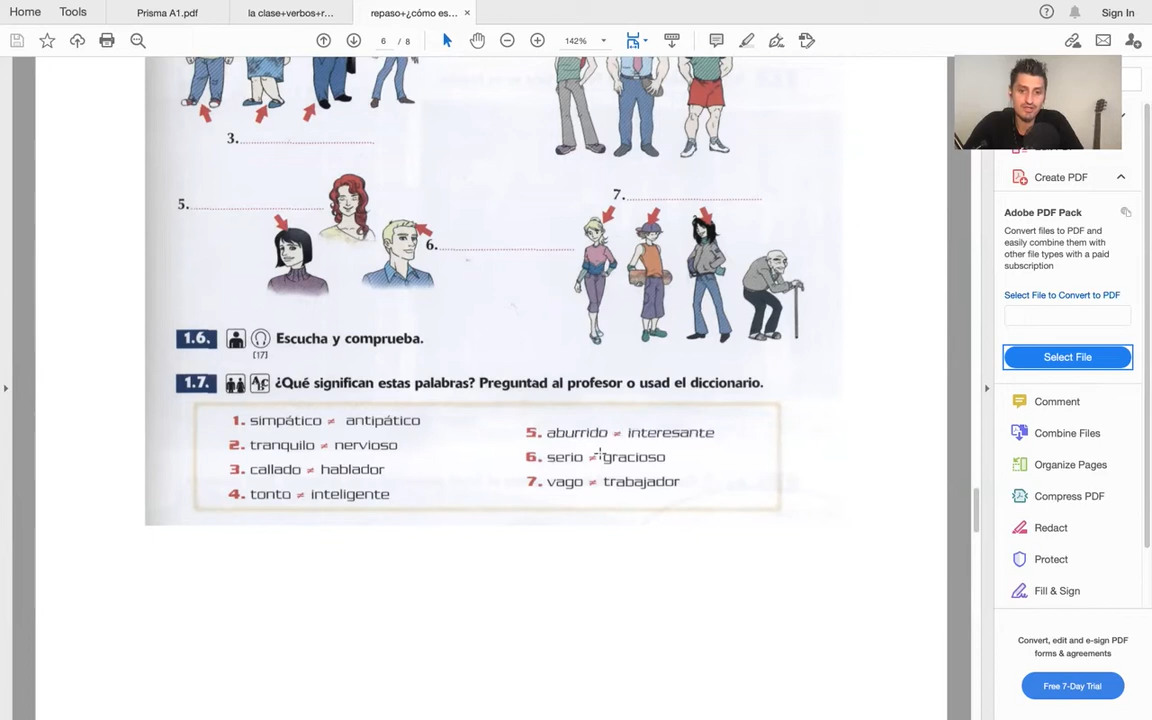 Home Tools Prisma A1.pdf la clase+verbos+r... repaso+¿cómo es... ×
Sign In
6 / 8 142%
3.
5.
6.
7.
1.6. Escucha y comprueba.
[17]
1.7. ¿Qué significan estas palabras? Preguntad al profesor o usad el diccionario.
1. simpático ≠ antipático
2. tranquilo ≠ nervioso
3. callado ≠ hablador
4. tonto ≠ inteligente
5. aburrido ≠ interesante
6. serio ≠ gracioso
7. vago ≠ trabajador
Create PDF
Adobe PDF Pack
Convert files to PDF and
easily combine them with
other file types with a paid
subscription
Select File to Convert to PDF
Select File
Comment
Combine Files
Organize Pages
Compress PDF
Redact
Protect
Fill & Sign
Convert, edit and e-sign PDF
forms & agreements
Free 7-Day Trial